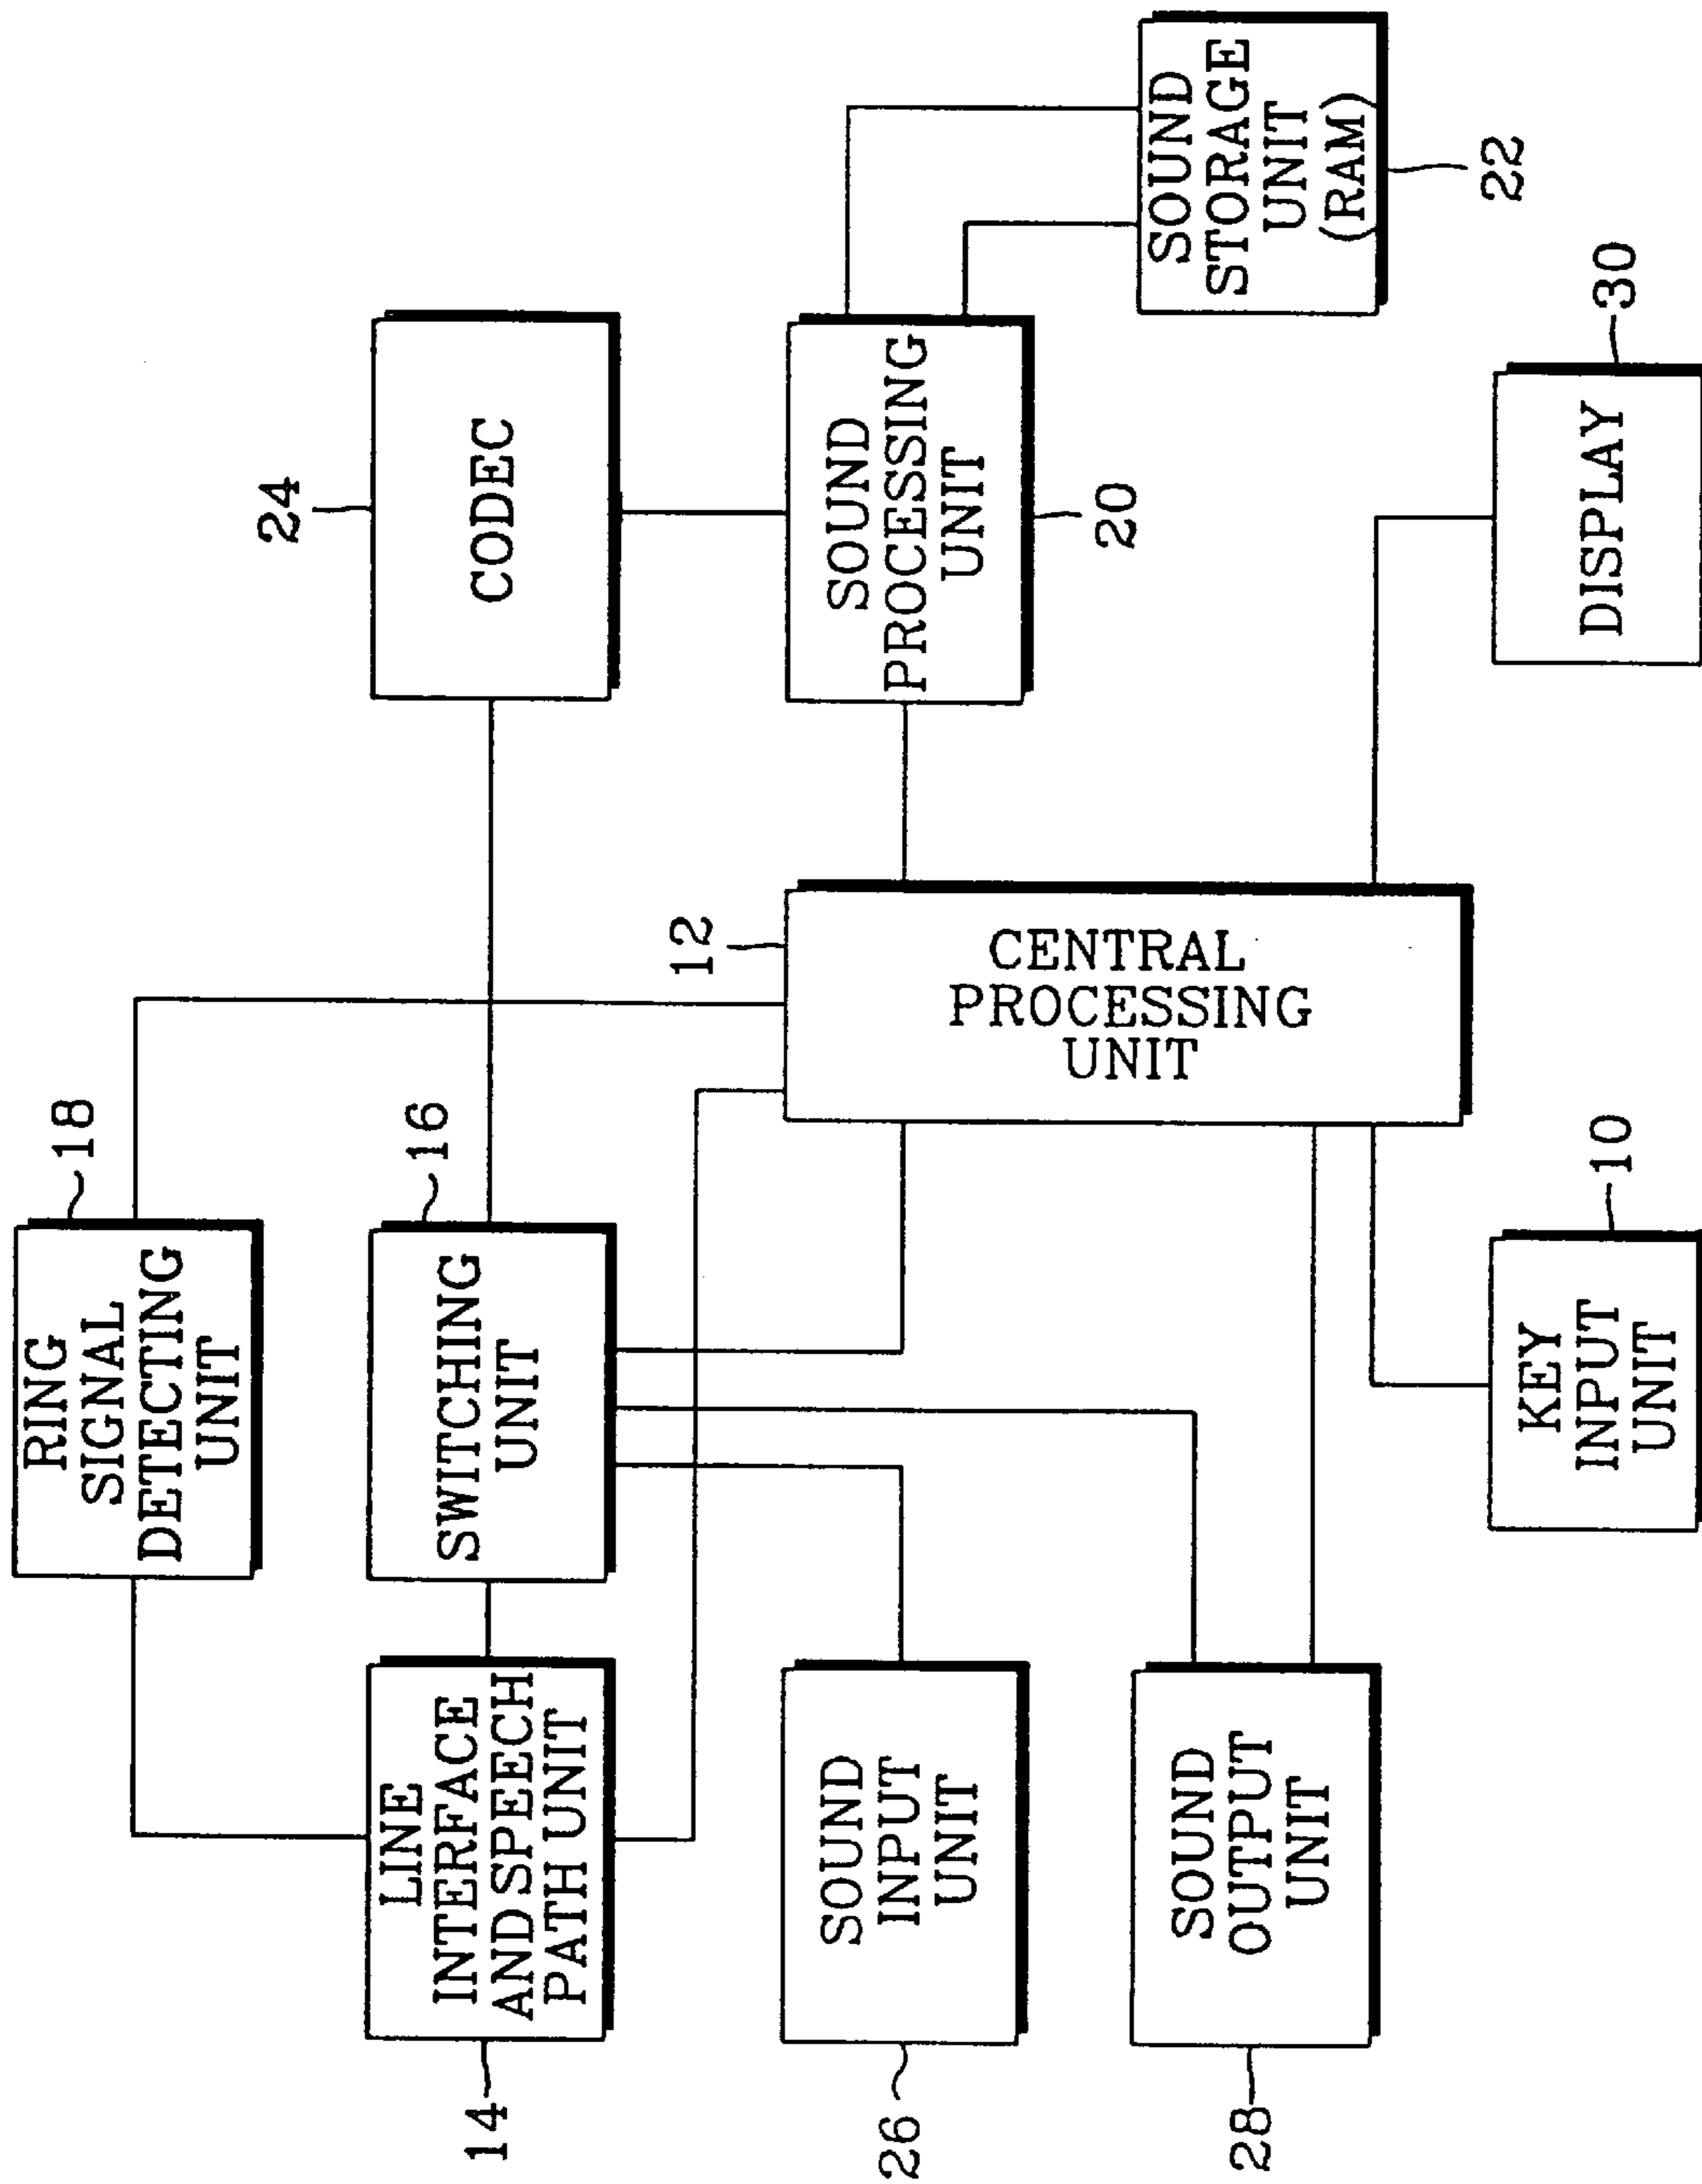 18
RING
SIGNAL
DETECTING
UNIT
24
CODEC
16
SWITCHING
UNIT
14
LINE
INTERFACE
AND SPEECH
PATH UNIT
12
CENTRAL
PROCESSING
UNIT
SOUND
PROCESSING
UNIT
20
SOUND
STORAGE
UNIT
(RAM)
22
26
SOUND
INPUT
UNIT
28
SOUND
OUTPUT
UNIT
10
KEY
INPUT
UNIT
30
DISPLAY